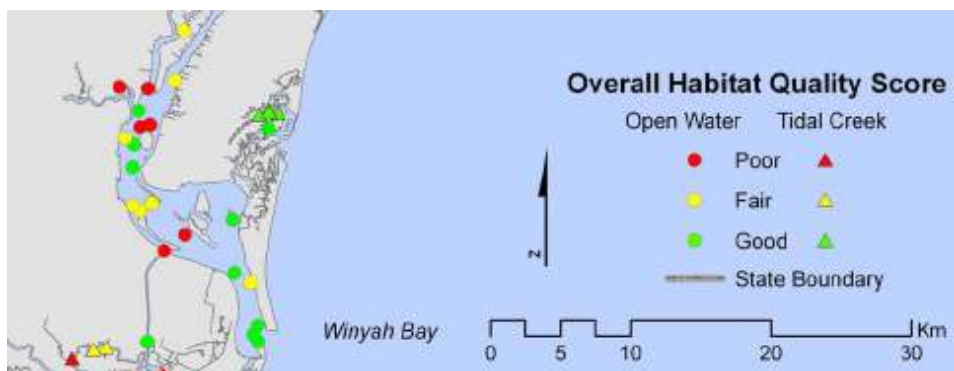 Overall Habitat Quality Score
Open Water Tidal Creek
Poor
Fair
Good
State Boundary
N
Winyah Bay
Km
0 5 10 20 30